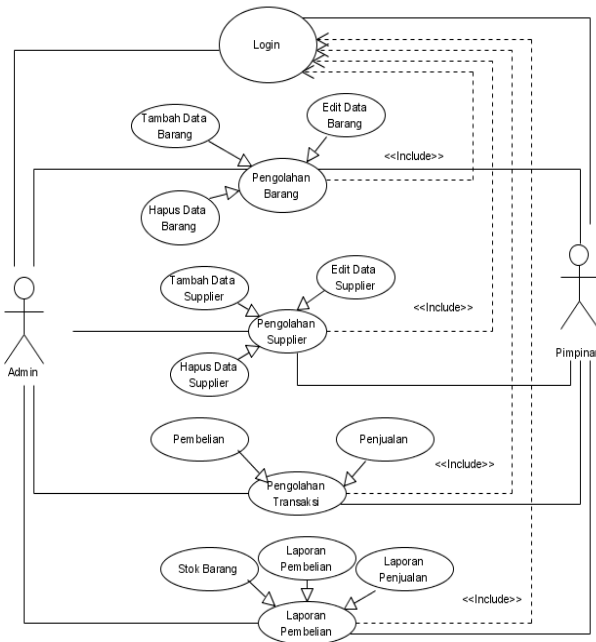 Login
Tambah Data
Barang
Edit Data
Barang
<<Include>>
Pengolahan
Barang
Hapus Data
Barang
Tambah Data
Supplier
Edit Data
Supplier
<<Include>>
Pengolahan
Supplier
Hapus Data
Supplier
Admin
Pimpinan
Pembelian
Penjualan
<<Include>>
Pengolahan
Transaksi
Stok Barang
Laporan
Pembelian
Laporan
Penjualan
<<Include>>
Laporan
Pembelian